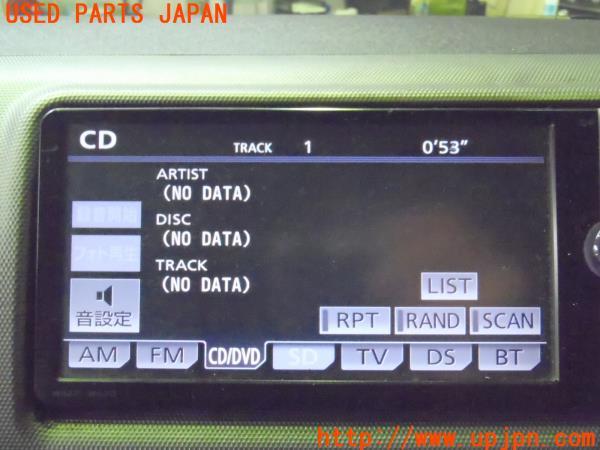 USED PARTS JAPAN
CD TRACK 1 0'53"
ARTIST
(NO DATA)
録音開始
DISC
(NO DATA)
フォト再生
TRACK
(NO DATA)
音設定
LIST
RPT RAND SCAN
AM FM CD/DVD SD TV DS BT
http://www.upjpn.com